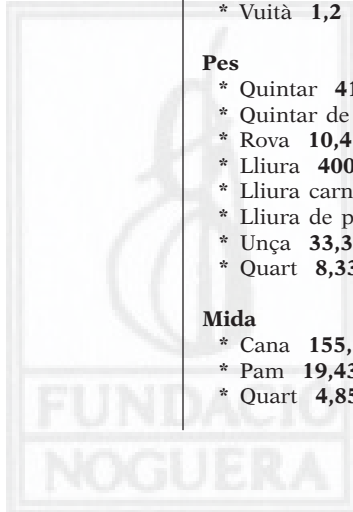 * Vuità 1,2
Pes
* Quintar 41
* Quintar de
* Rova 10,4
* Lliura 400
* Lliura carn
* Lliura de p
* Unça 33,3
* Quart 8,33
Mida
* Cana 155,
* Pam 19,43
* Quart 4,85
FUNDACIÓ
NOGUERA